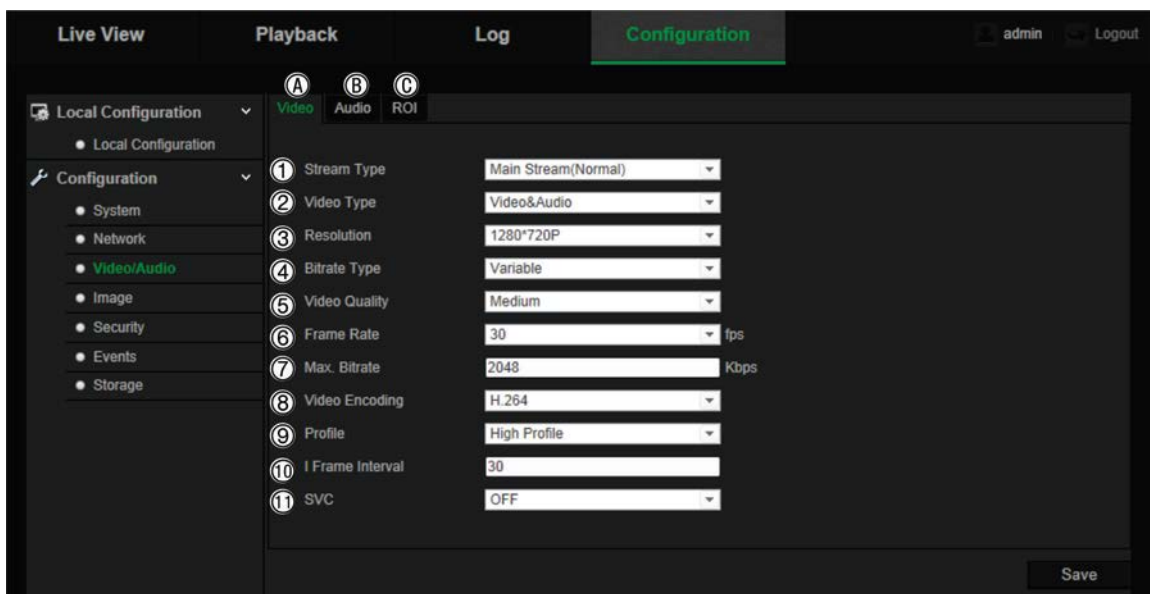 Live View Playback Log Configuration admin Logout
Ⓐ Ⓑ Ⓒ
Video Audio ROI
Local Configuration
Local Configuration
Configuration
System
Network
Video/Audio
Image
Security
Events
Storage
① Stream Type Main Stream(Normal)
② Video Type Video&Audio
③ Resolution 1280*720P
④ Bitrate Type Variable
⑤ Video Quality Medium
⑥ Frame Rate 30 fps
⑦ Max. Bitrate 2048 Kbps
⑧ Video Encoding H.264
⑨ Profile High Profile
⑩ I Frame Interval 30
⑪ SVC OFF
Save